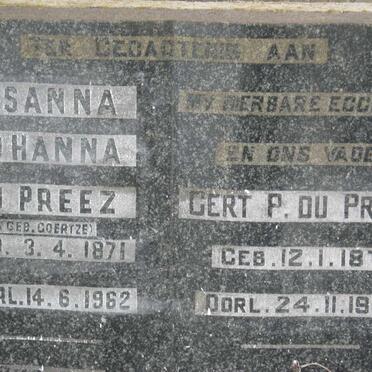 TER GEDAGTENIS AAN
SANNA
HANNA
PREEZ
(GEB. GOERTZE)
3.4.1871
RL.14.6.1962
MY DIERBARE EGG
EN ONS VADE
GERT P. DU PR
GEB.12.1.187
OORL.24.11.19